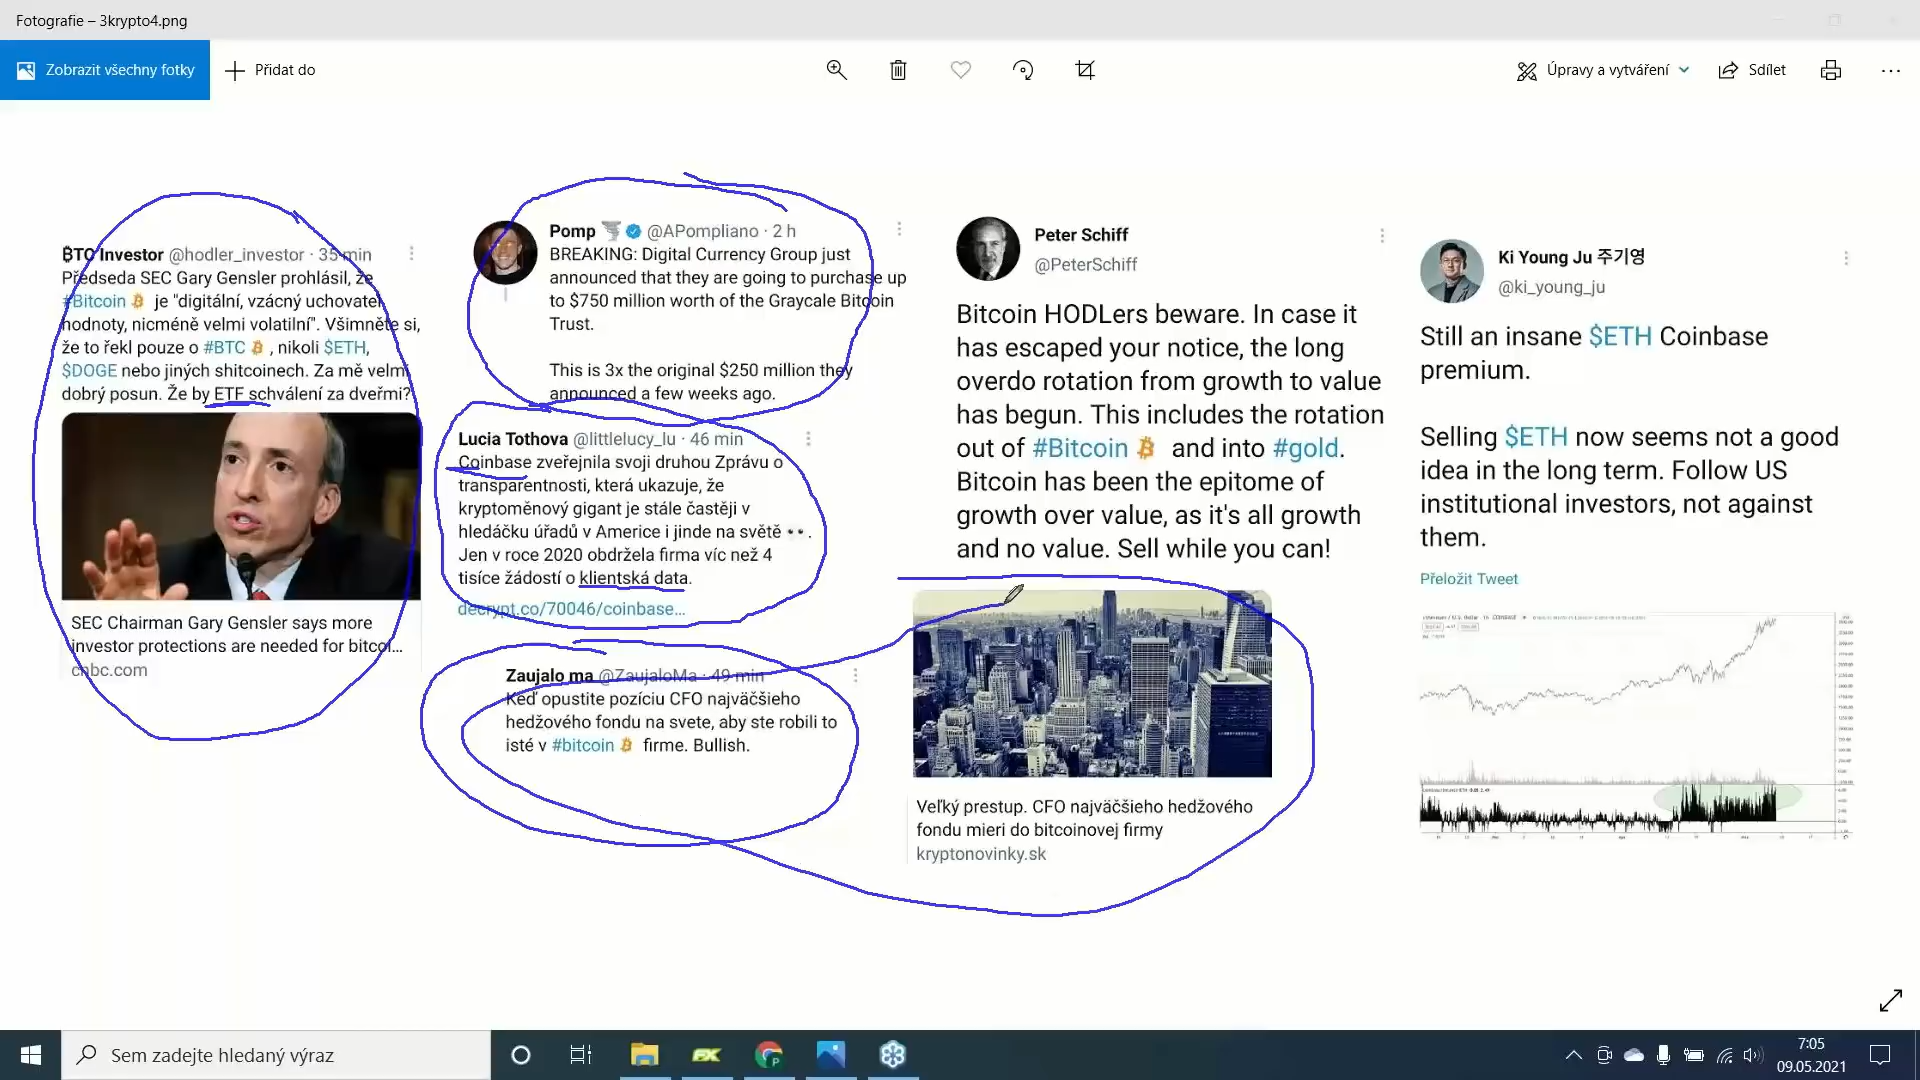 Fotografie – 3krypto4.png
Zobrazit všechny fotky
Přidat do
Úpravy a vytváření
Sdílet
₿TC Investor @hodler_investor · 35 min
Předseda SEC Gary Gensler prohlásil, že
#Bitcoin je "digitální, vzácný uchovatel
hodnoty, nicméně velmi volatilní". Všimněte si,
že to řekl pouze o #BTC , nikoli $ETH,
$DOGE nebo jiných shitcoinech. Za mě velmi
dobrý posun. Že by ETF schválení za dveřmi?
SEC Chairman Gary Gensler says more
investor protections are needed for bitcoi...
cnbc.com
Pomp @APompliano · 2 h
BREAKING: Digital Currency Group just
announced that they are going to purchase up
to $750 million worth of the Graycale Bitcoin
Trust.
This is 3x the original $250 million they
announced a few weeks ago.
Lucia Tothova @littlelucy_lu · 46 min
Coinbase zveřejnila svoji druhou Zprávu o
transparentnosti, která ukazuje, že
kryptoměnový gigant je stále častěji v
hledáčku úřadů v Americe i jinde na světě 👀.
Jen v roce 2020 obdržela firma víc než 4
tisíce žádostí o klientská data.
decrypt.co/70046/coinbase...
Zaujalo ma @ZaujaloMa · 49 min
Keď opustite pozíciu CFO najväčšieho
hedžového fondu na svete, aby ste robili to
isté v #bitcoin firme. Bullish.
Peter Schiff
@PeterSchiff
Bitcoin HODLers beware. In case it
has escaped your notice, the long
overdo rotation from growth to value
has begun. This includes the rotation
out of #Bitcoin and into #gold.
Bitcoin has been the epitome of
growth over value, as it's all growth
and no value. Sell while you can!
Veľký prestup. CFO najväčšieho hedžového
fondu mieri do bitcoinovej firmy
kryptonovinky.sk
Ki Young Ju 주기영
@ki_young_ju
Still an insane $ETH Coinbase
premium.
Selling $ETH now seems not a good
idea in the long term. Follow US
institutional investors, not against
them.
Přeložit Tweet
Sem zadejte hledaný výraz
FX
P
7:05
09.05.2021